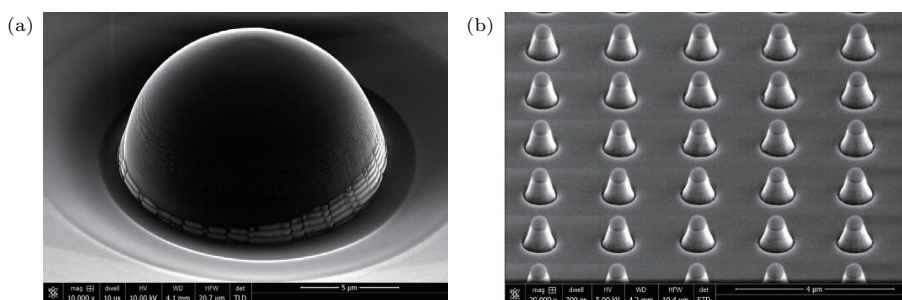 (a)
(b)
mag dwell HV WD HFW det
10 000 x 10 µs 10.00 kV 4.1 mm 20.7 µm TLD
5 µm
mag dwell HV WD HFW det
20 000 x 300 ns 5.00 kV 4.2 mm 10.4 µm ETD
4 µm